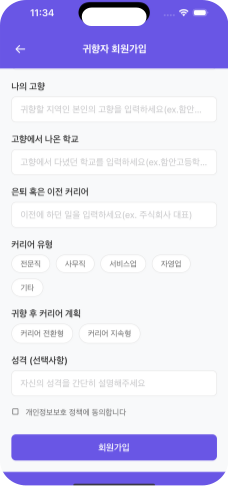 11:34
귀향자 회원가입
나의 고향
귀향할 지역인 본인의 고향을 입력하세요(ex.함안...
고향에서 나온 학교
고향에서 다녔던 학교를 입력하세요(ex.함안고등학...
은퇴 혹은 이전 커리어
이전에 하던 일을 입력하세요(ex. 주식회사 대표)
커리어 유형
전문직 사무직 서비스업 자영업
기타
귀향 후 커리어 계획
커리어 전환형 커리어 지속형
성격 (선택사항)
자신의 성격을 간단히 설명해주세요
개인정보보호 정책에 동의합니다
회원가입